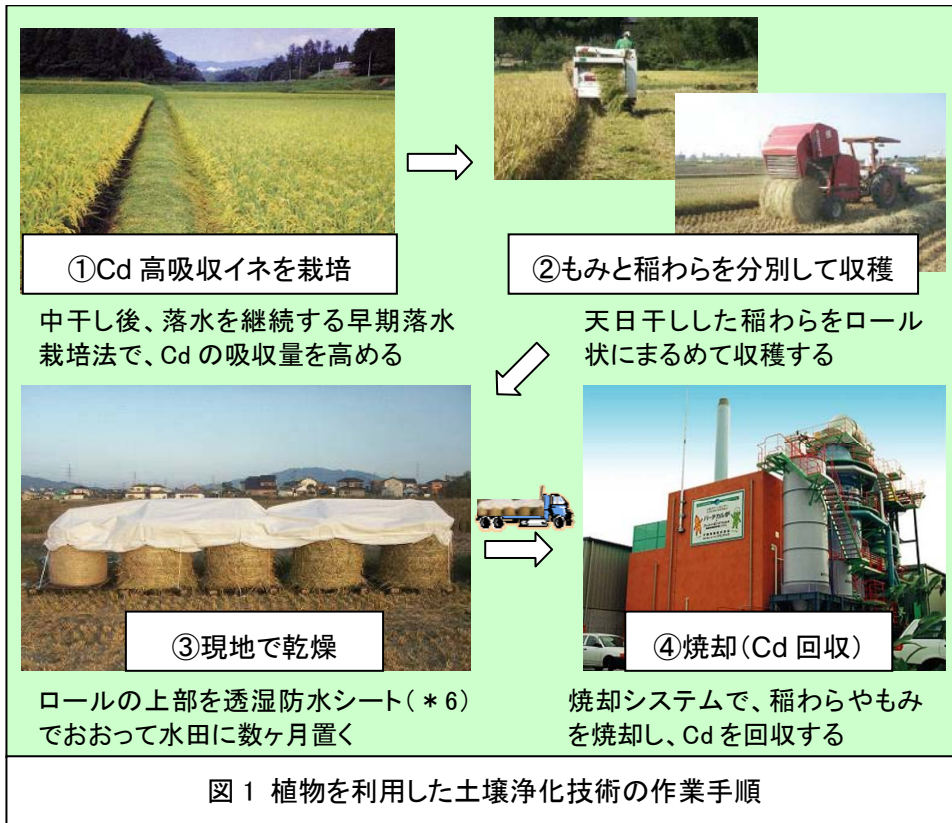 ①Cd 高吸収イネを栽培
中干し後、落水を継続する早期落水
栽培法で、Cd の吸収量を高める
②もみと稲わらを分別して収穫
天日干しした稲わらをロール
状にまるめて収穫する
③現地で乾燥
ロールの上部を透湿防水シート(＊6)
でおおって水田に数ヶ月置く
④焼却(Cd 回収)
焼却システムで、稲わらやもみ
を焼却し、Cd を回収する
図 1 植物を利用した土壌浄化技術の作業手順